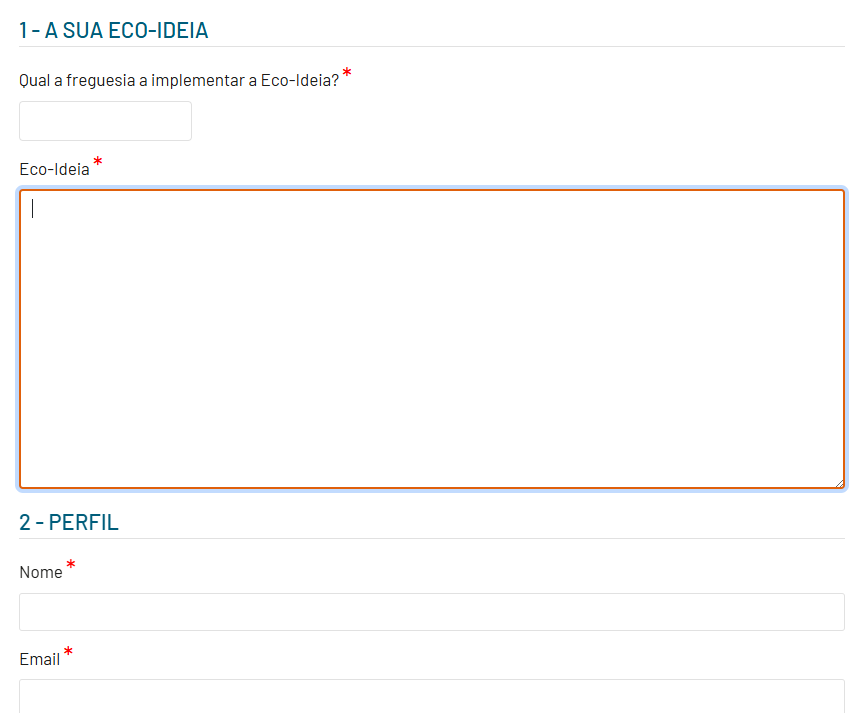 1 - A SUA ECO-IDEIA
Qual a freguesia a implementar a Eco-Ideia? *
Eco-Ideia *
2 - PERFIL
Nome *
Email *